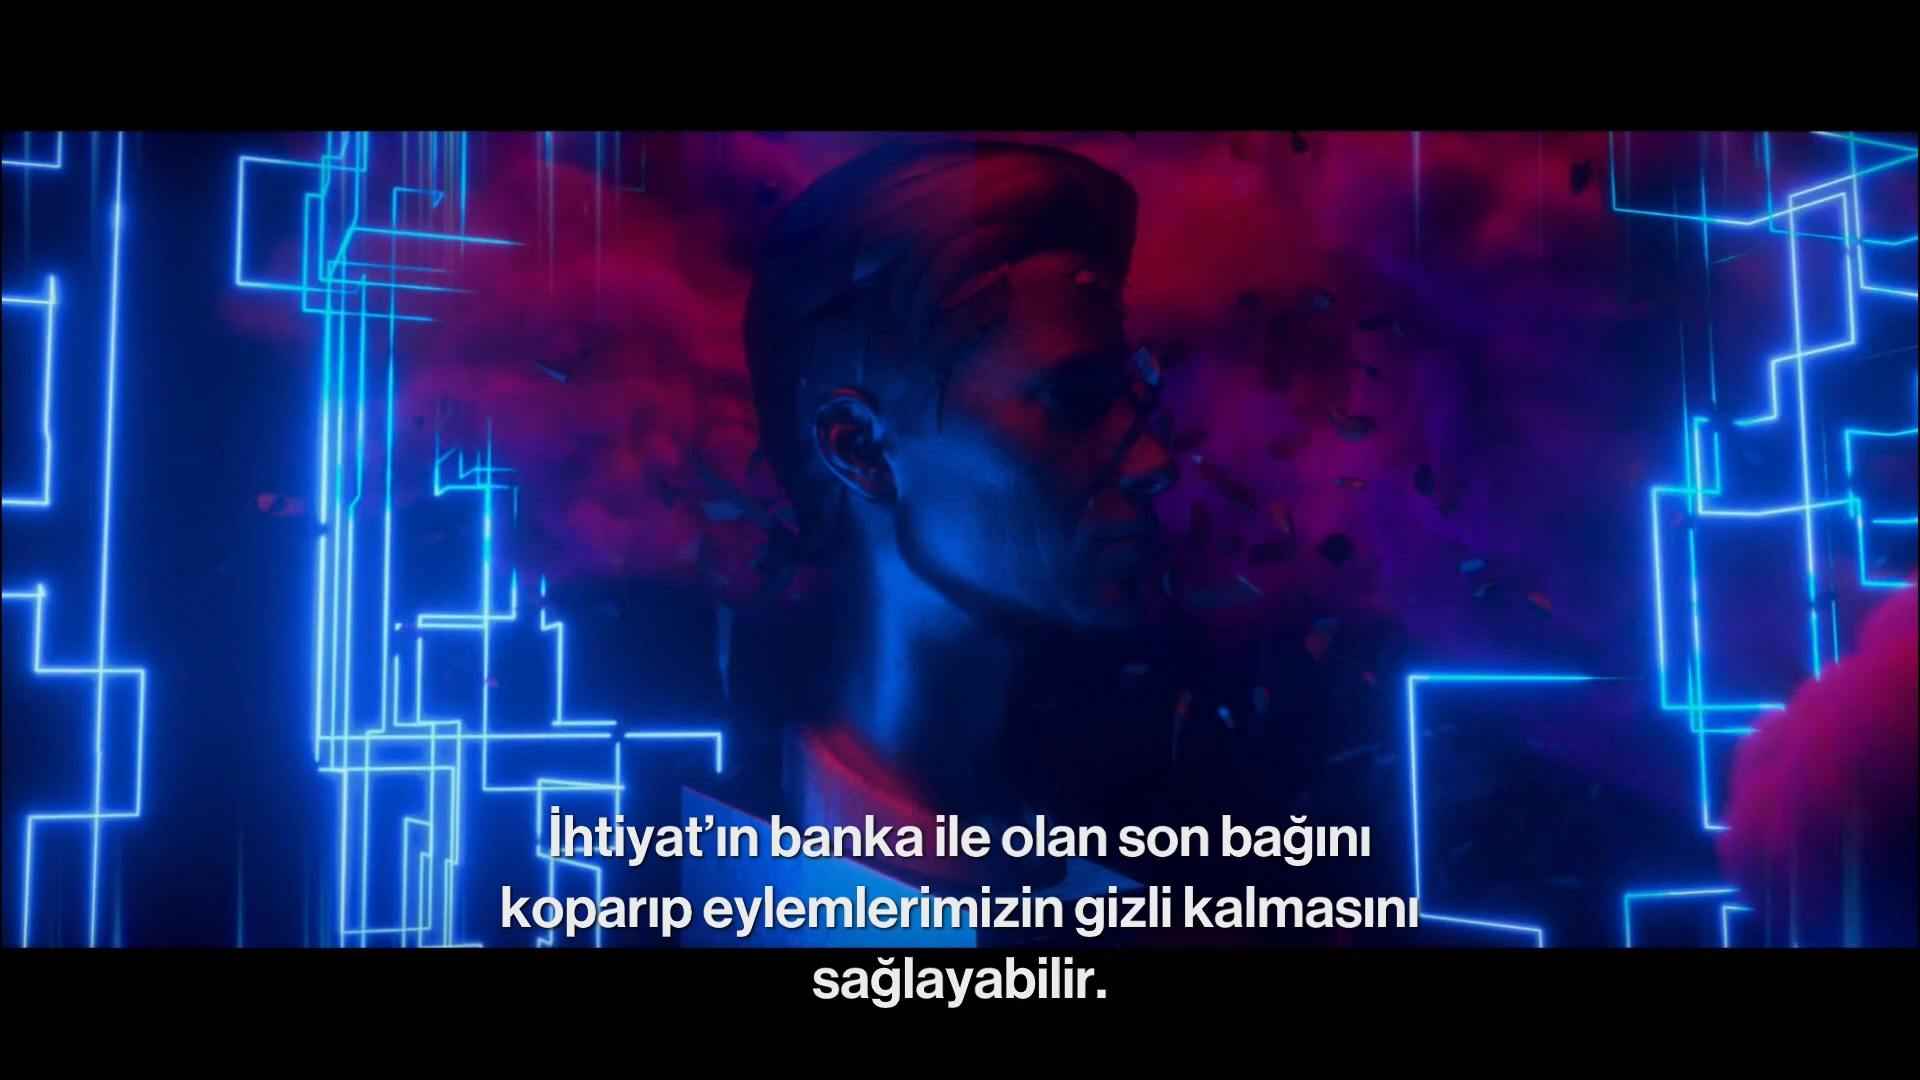 İhtiyat’ın banka ile olan son bağını
koparıp eylemlerimizin gizli kalmasını
sağlayabilir.